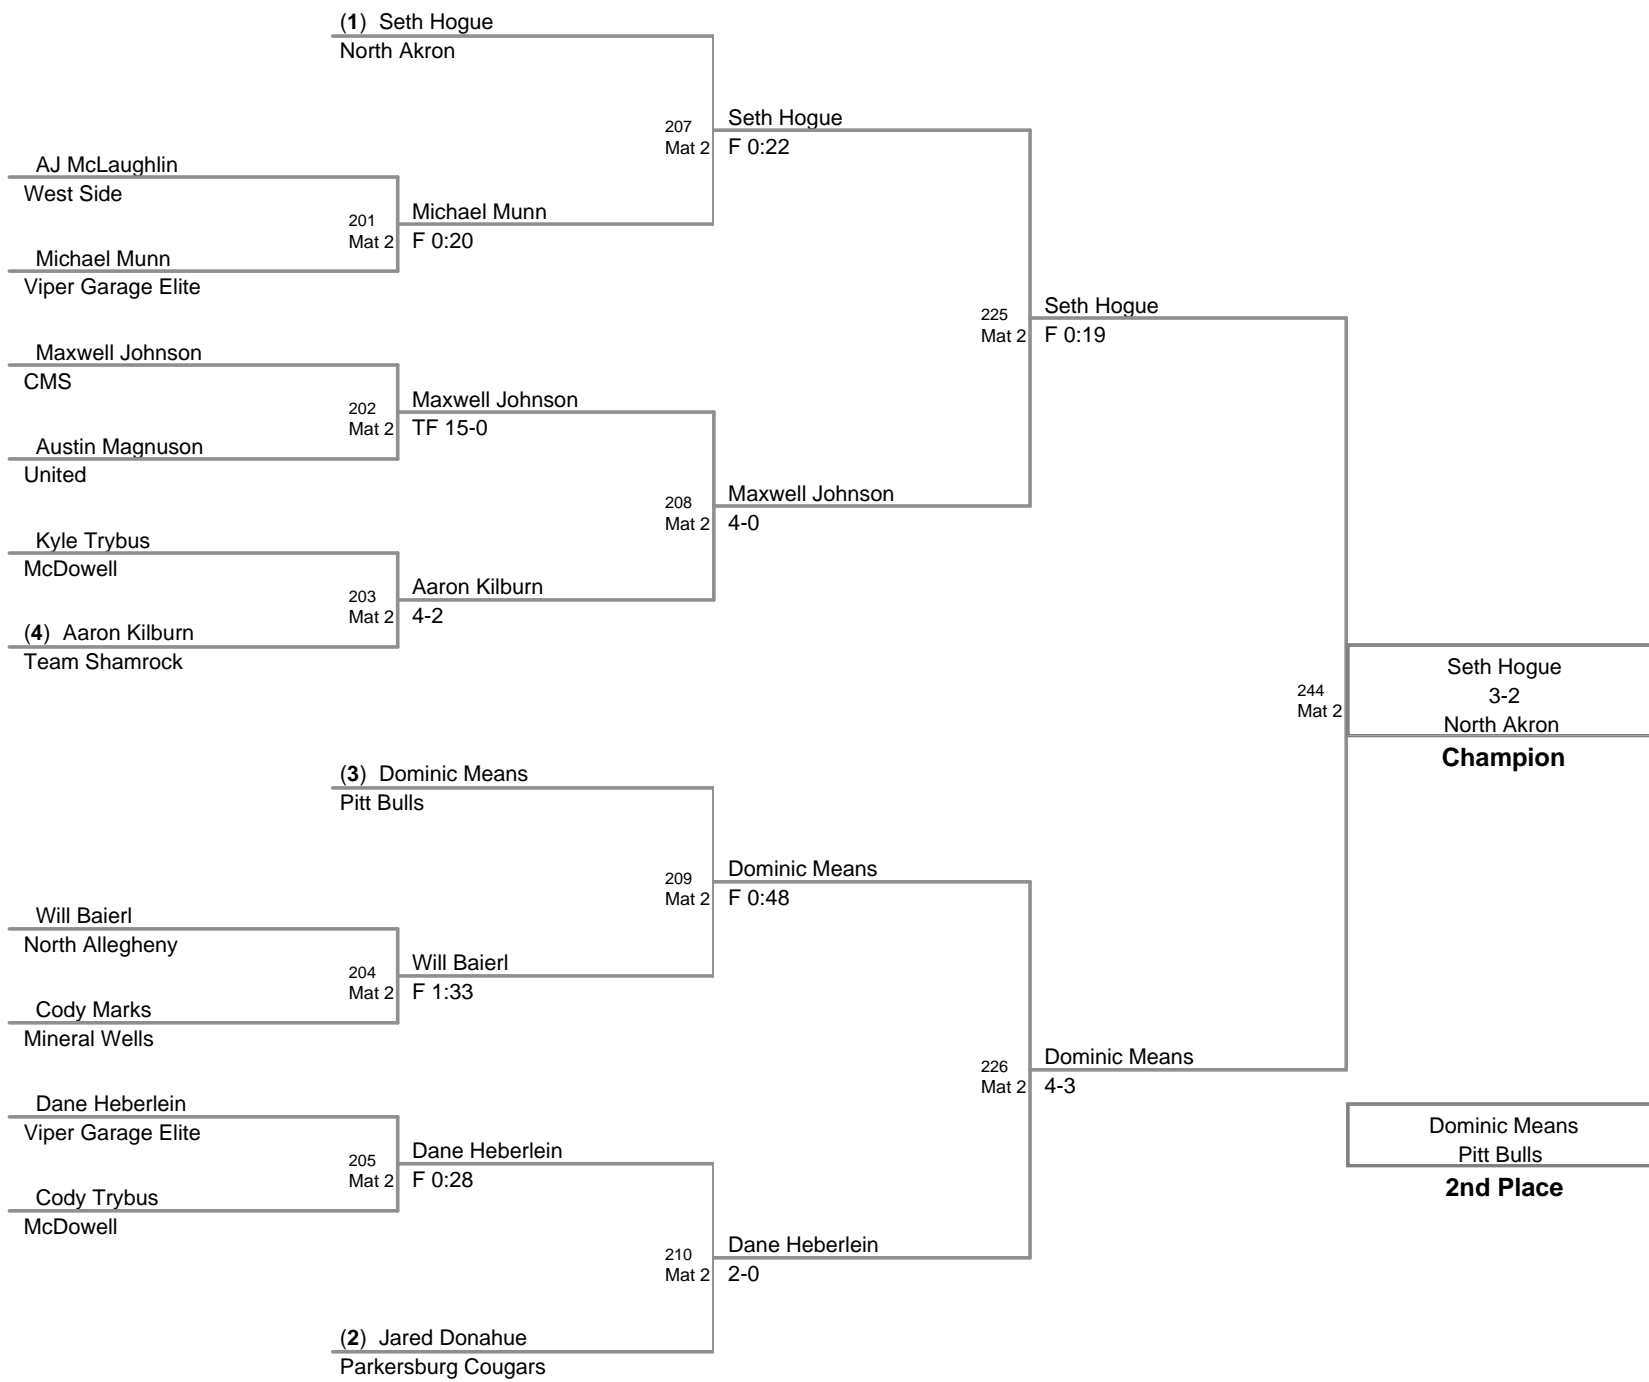 (1) Seth Hogue
North Akron
207
Mat 2
Seth Hogue
F 0:22
AJ McLaughlin
West Side
201
Mat 2
Michael Munn
F 0:20
Michael Munn
Viper Garage Elite
225
Mat 2
Seth Hogue
F 0:19
Maxwell Johnson
CMS
202
Mat 2
Maxwell Johnson
TF 15-0
Austin Magnuson
United
208
Mat 2
Maxwell Johnson
4-0
Kyle Trybus
McDowell
203
Mat 2
Aaron Kilburn
4-2
(4) Aaron Kilburn
Team Shamrock
244
Mat 2
Seth Hogue
3-2
North Akron
Champion
(3) Dominic Means
Pitt Bulls
209
Mat 2
Dominic Means
F 0:48
Will Baierl
North Allegheny
204
Mat 2
Will Baierl
F 1:33
Cody Marks
Mineral Wells
226
Mat 2
Dominic Means
4-3
Dane Heberlein
Viper Garage Elite
205
Mat 2
Dane Heberlein
F 0:28
Dominic Means
Pitt Bulls
2nd Place
Cody Trybus
McDowell
210
Mat 2
Dane Heberlein
2-0
(2) Jared Donahue
Parkersburg Cougars